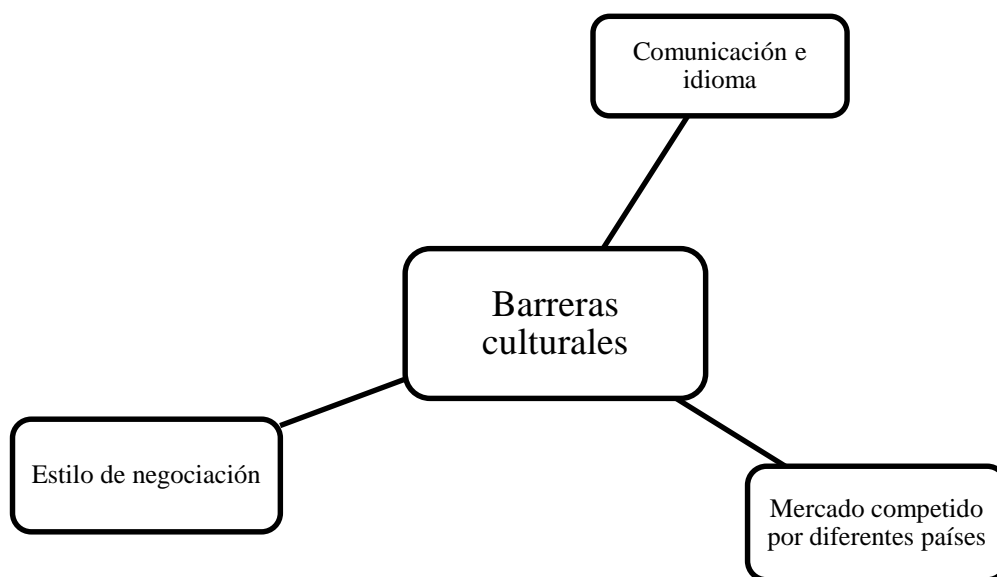 Comunicación e
idioma
Barreras
culturales
Estilo de negociación
Mercado competido
por diferentes países